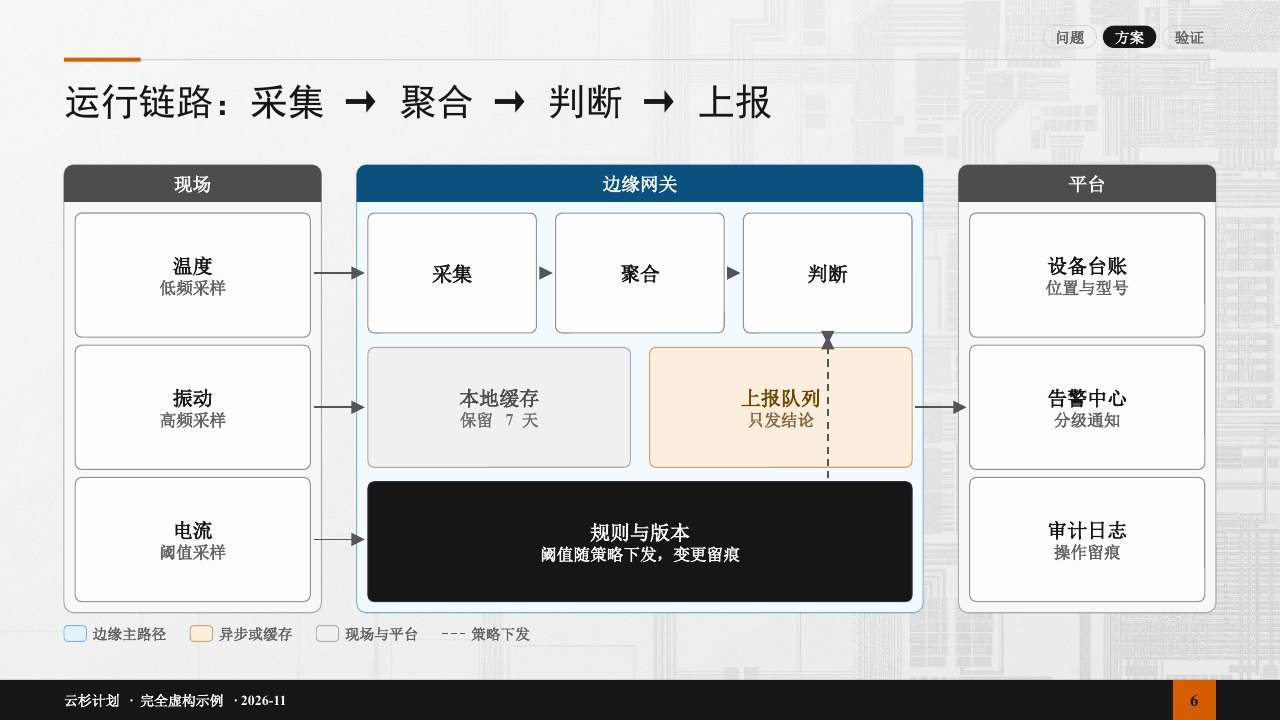 问题 方案 验证
运行链路：采集 → 聚合 → 判断 → 上报
现场
温度
低频采样
振动
高频采样
电流
阈值采样
边缘网关
采集
聚合
判断
本地缓存
保留 7 天
上报队列
只发结论
规则与版本
阈值随策略下发，变更留痕
平台
设备台账
位置与型号
告警中心
分级通知
审计日志
操作留痕
边缘主路径 异步或缓存 现场与平台 策略下发
云杉计划 · 完全虚构示例 · 2026-11
6